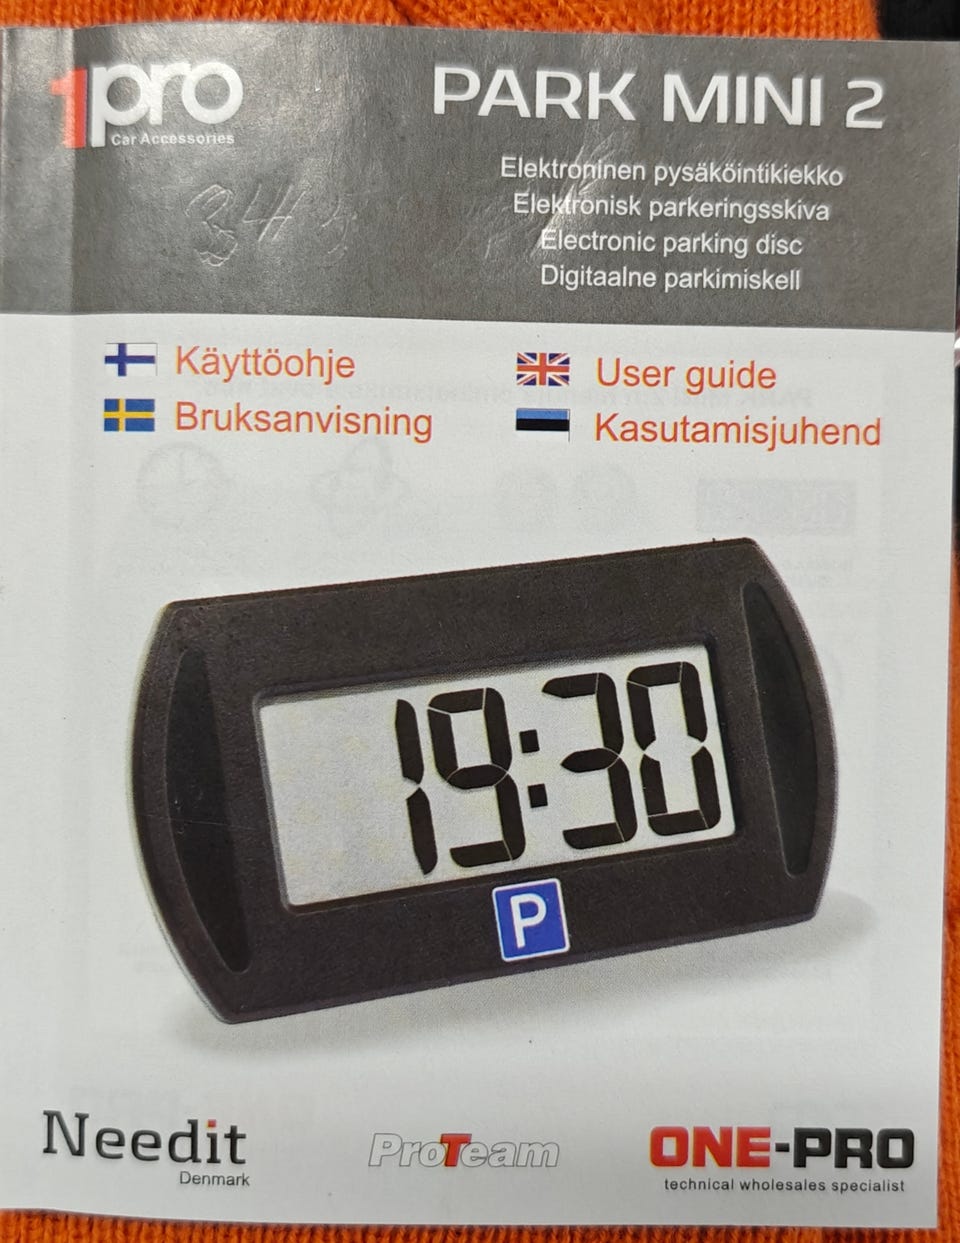 1pro
Car Accessories
PARK MINI 2
Elektroninen pysäköintikiekko
Elektronisk parkeringsskiva
Electronic parking disc
Digitaalne parkimiskell
Käyttöohje
Bruksanvisning
User guide
Kasutamisjuhend
19:30
P
Needit
Denmark
ProTeam
ONE-PRO
technical wholesales specialist